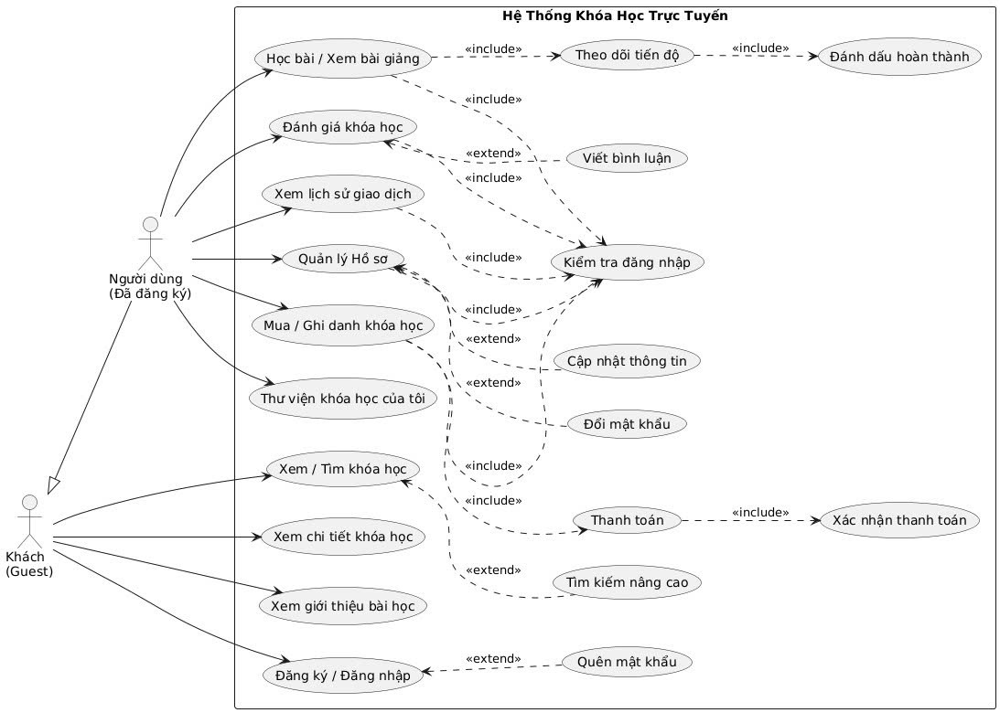 Hệ Thống Khóa Học Trực Tuyến
Học bài / Xem bài giảng
«include»
Theo dõi tiến độ
«include»
Đánh dấu hoàn thành
«include»
Đánh giá khóa học
«extend»
Viết bình luận
«include»
Xem lịch sử giao dịch
«include»
Kiểm tra đăng nhập
Người dùng
(Đã đăng ký)
Quản lý Hồ sơ
«include»
Mua / Ghi danh khóa học
«extend»
Cập nhật thông tin
«extend»
Thư viện khóa học của tôi
Đổi mật khẩu
Xem / Tìm khóa học
«include»
«include»
Thanh toán
«include»
Xác nhận thanh toán
Xem chi tiết khóa học
Khách
(Guest)
«extend»
Tìm kiếm nâng cao
Xem giới thiệu bài học
«extend»
Quên mật khẩu
Đăng ký / Đăng nhập